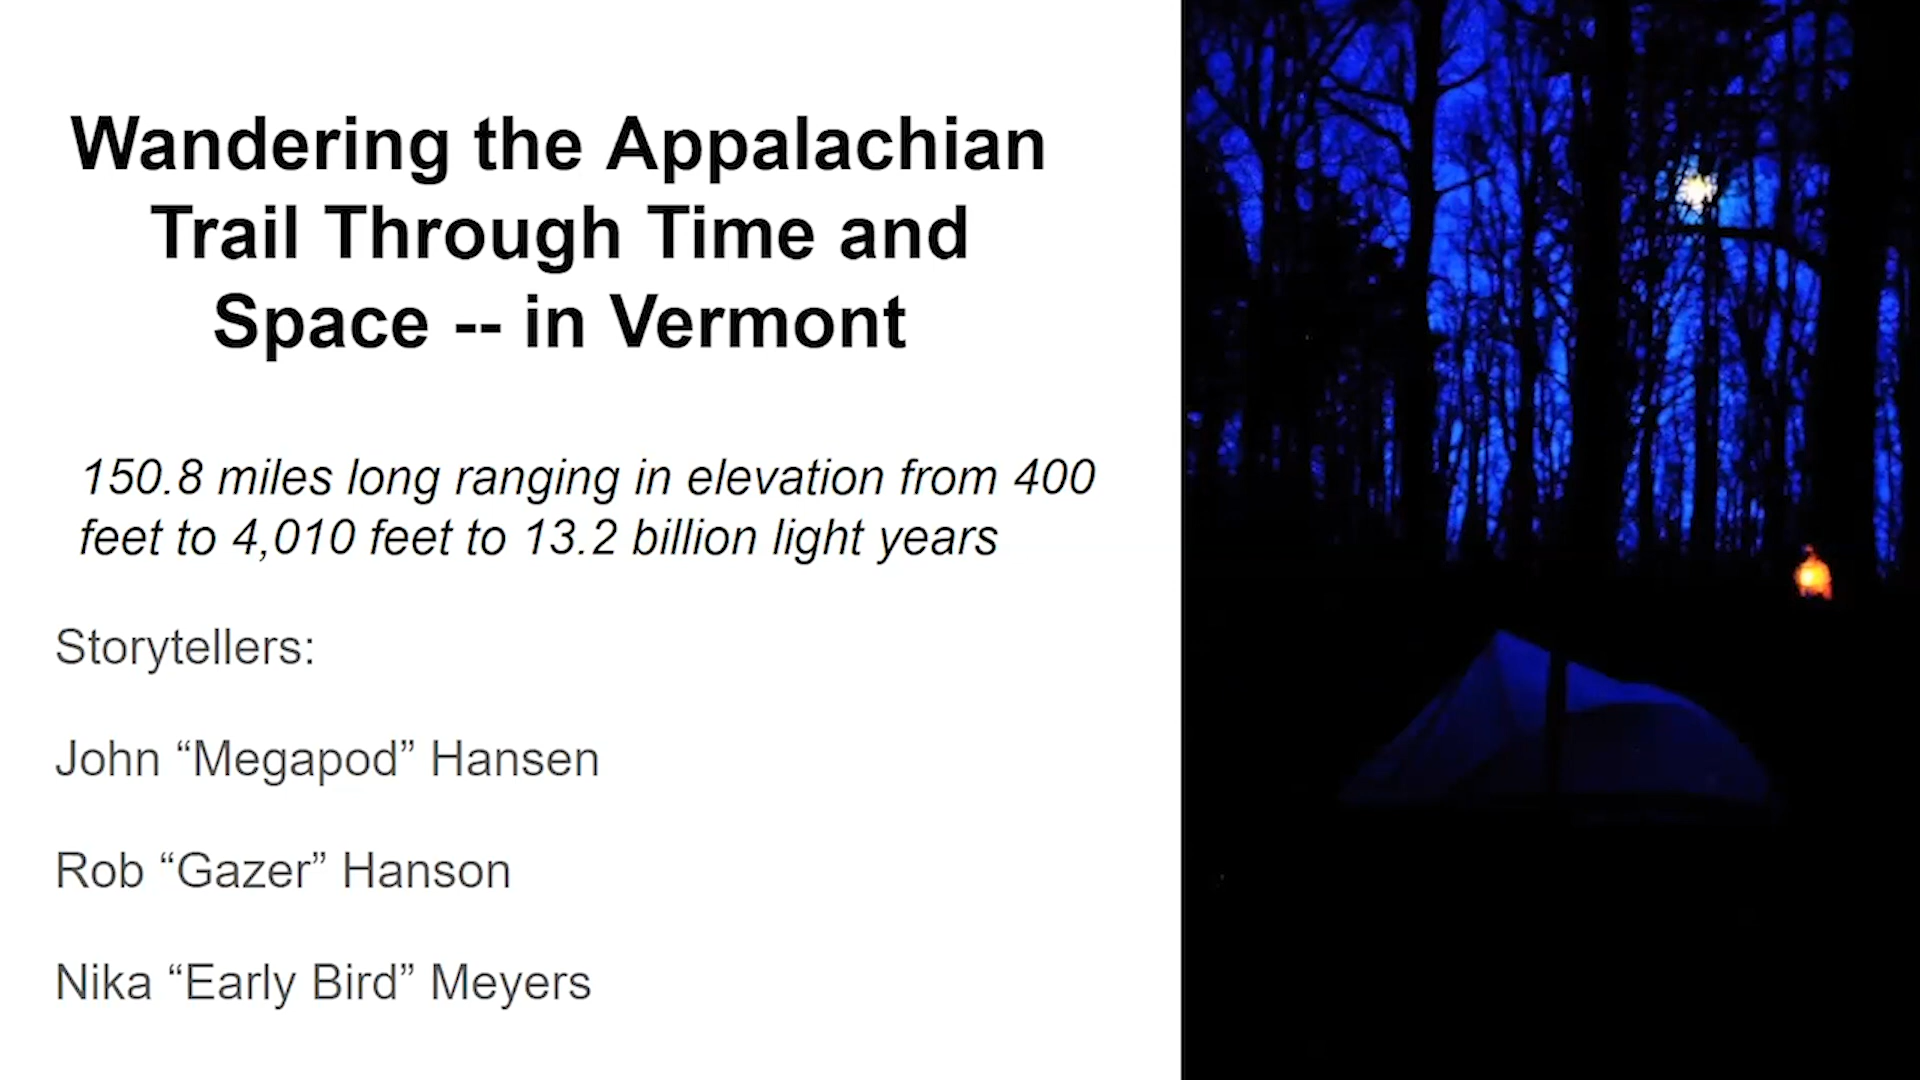 Wandering the Appalachian
Trail Through Time and
Space -- in Vermont
150.8 miles long ranging in elevation from 400
feet to 4,010 feet to 13.2 billion light years
Storytellers:
John “Megapod” Hansen
Rob “Gazer” Hanson
Nika “Early Bird” Meyers